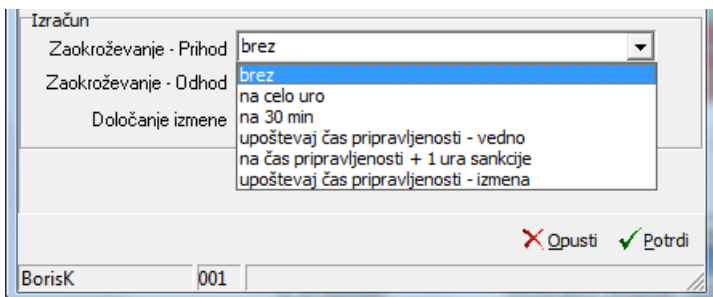 Izračun
Zaokroževanje - Prihod brez
Zaokroževanje - Odhod
Določanje izmene
brez
na celo uro
na 30 min
upoštevaj čas pripravljenosti - vedno
na čas pripravljenosti + 1 ura sankcije
upoštevaj čas pripravljenosti - izmena
Opusti Potrdi
BorisK 001